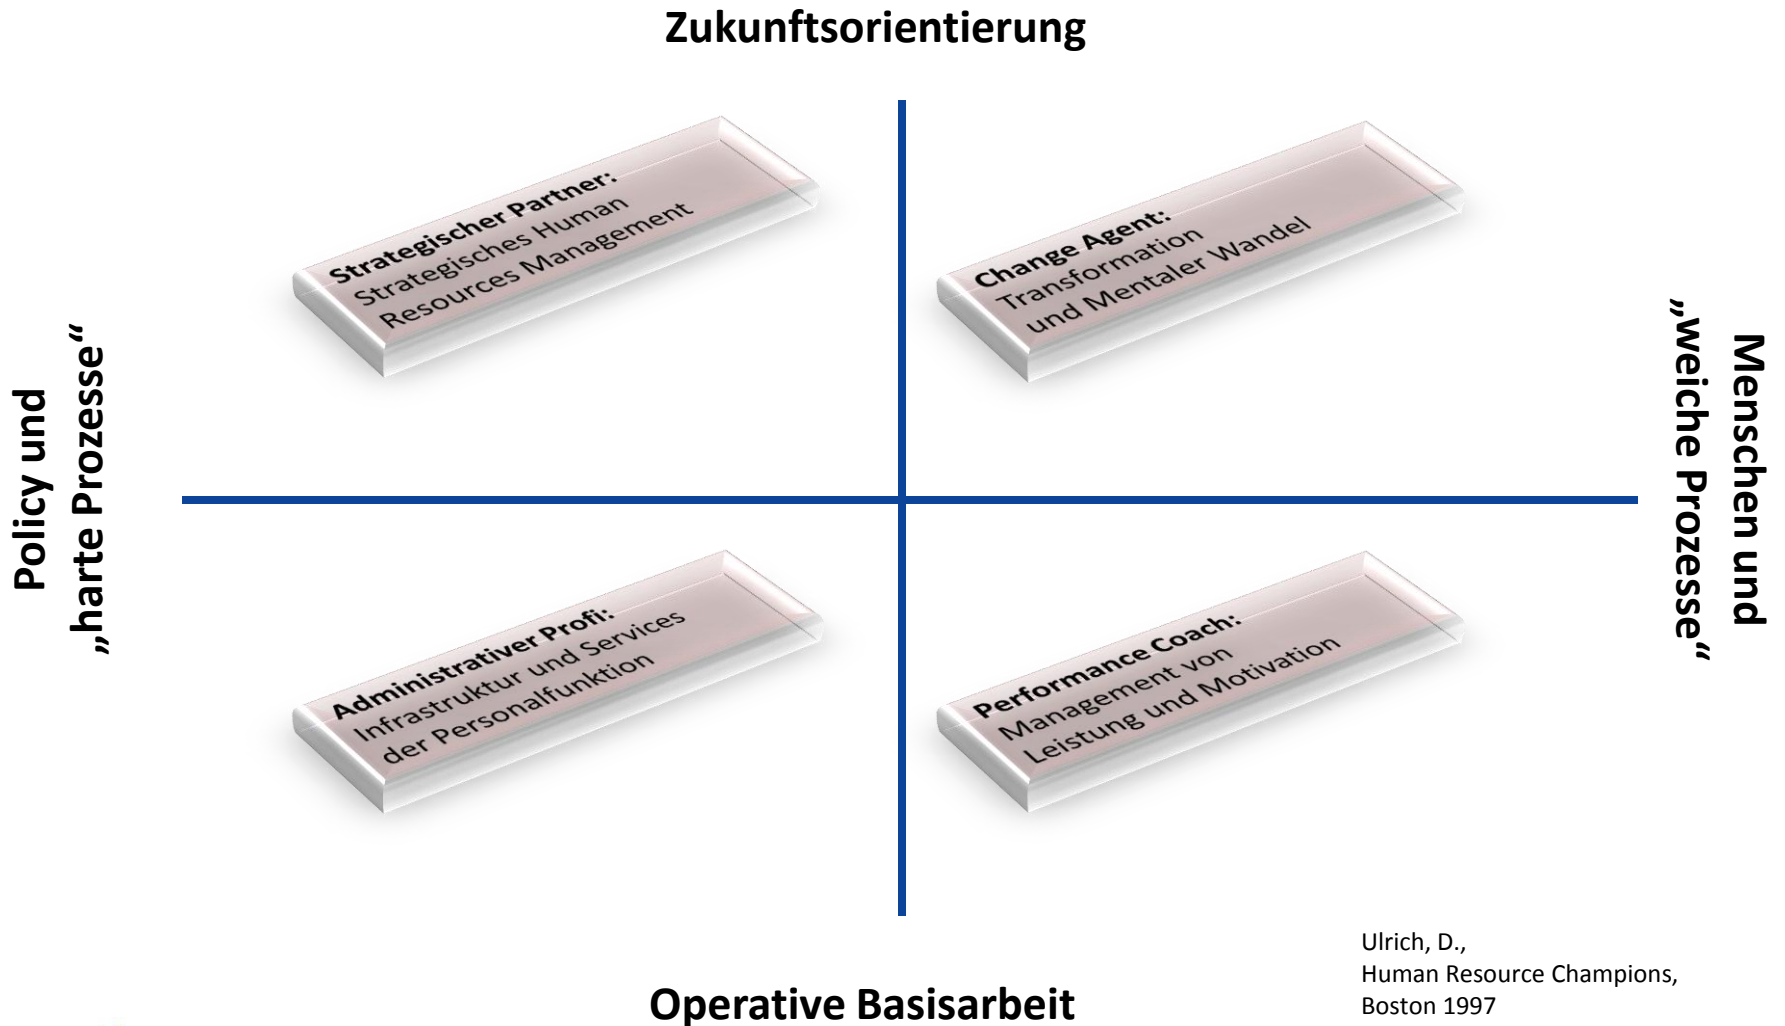 Zukunftsorientierung
Strategischer Partner:
Strategisches Human
Resources Management
Change Agent:
Transformation
und Mentaler Wandel
Policy und
„harte Prozesse“
Menschen und
„weiche Prozesse“
Administrativer Profi:
Infrastruktur und Services
der Personalfunktion
Performance Coach:
Management von
Leistung und Motivation
Operative Basisarbeit
Ulrich, D.,
Human Resource Champions,
Boston 1997